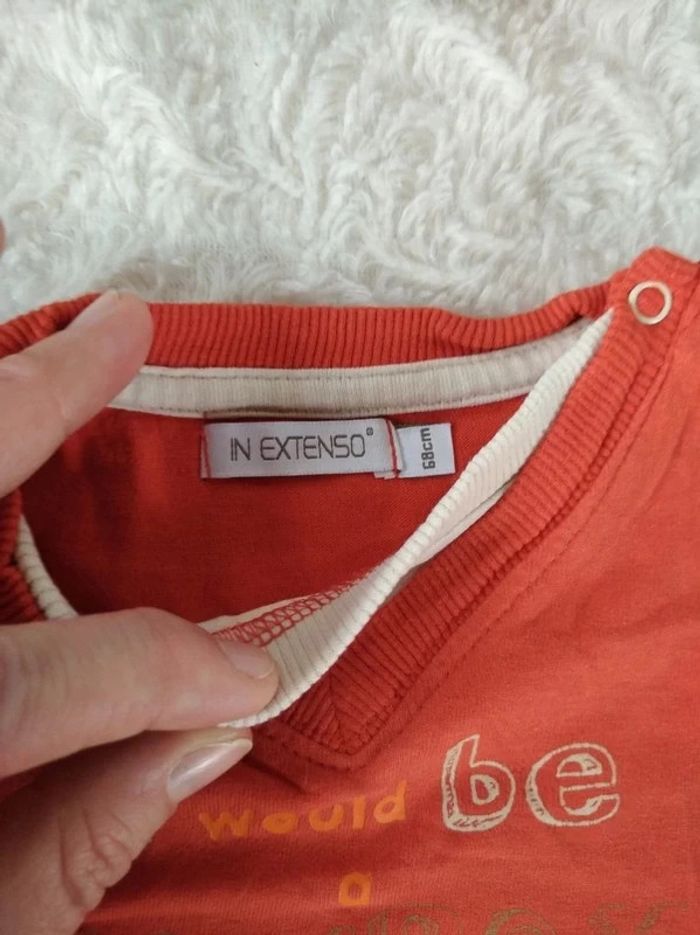 IN EXTENSO®
68cm
would be
a